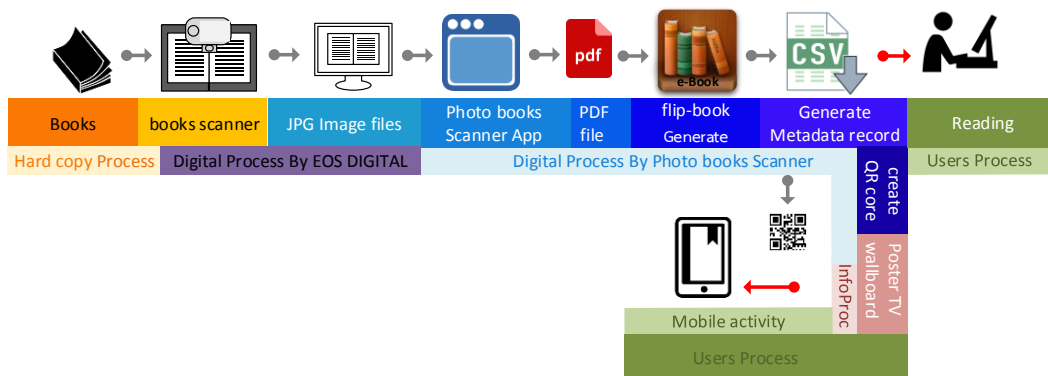 pdf
e-Book
CSV
Books
books scanner
JPG Image files
Photo books
Scanner App
PDF
file
flip-book
Generate
Generate
Metadata record
Reading
Hard copy Process
Digital Process By EOS DIGITAL
Digital Process By Photo books Scanner
Users Process
create
QR core
InfoProc
Poster TV
wallboard
Mobile activity
Users Process